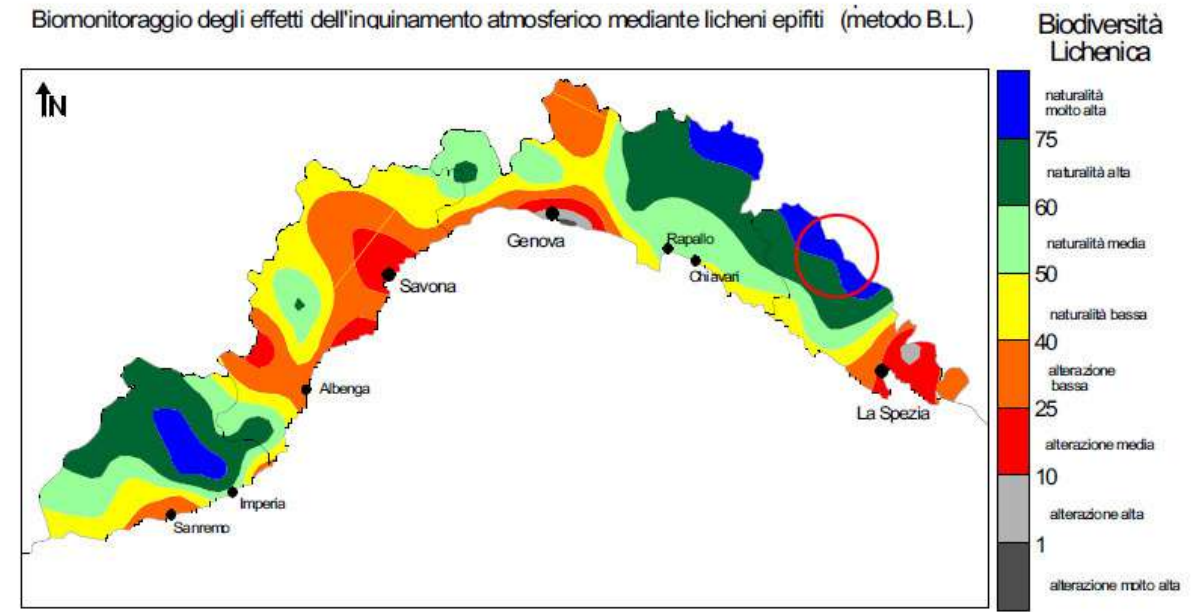 Biomonitoraggio degli effetti dell'inquinamento atmosferico mediante licheni epifiti (metodo B.L.)
Biodiversità
Lichenica
N
Genova
Rapallo
Chiavari
Savona
Albenga
La Spezia
Imperia
Sanremo
naturalità
molto alta
75
naturalità alta
60
naturalità media
50
naturalità bassa
40
alterazione
bassa
25
alterazione media
10
alterazione alta
1
alterazione molto alta